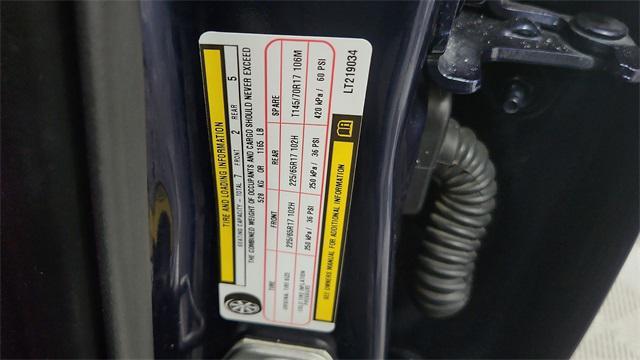 TIRE AND LOADING INFORMATION
SEATING CAPACITY - TOTAL 7 FRONT 2 REAR 5
THE COMBINED WEIGHT OF OCCUPANTS AND CARGO SHOULD NEVER EXCEED
528 KG OR 1165 LB
TIRE FRONT REAR SPARE
ORIGINAL TIRE SIZE 225/65R17 102H 225/65R17 102H T145/70R17 106M
COLD TIRE INFLATION PRESSURE 250 kPa / 36 PSI 250 kPa / 36 PSI 420 kPa / 60 PSI
SEE OWNERS MANUAL FOR ADDITIONAL INFORMATION
LT219034